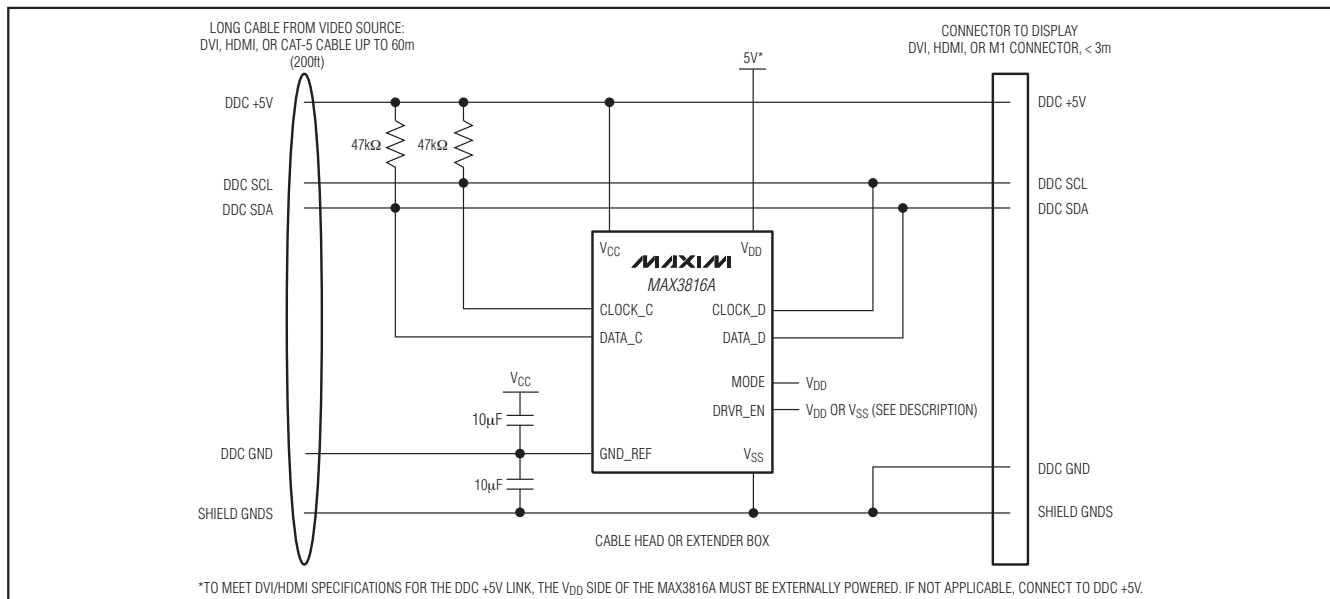 LONG CABLE FROM VIDEO SOURCE:
DVI, HDMI, OR CAT-5 CABLE UP TO 60m
(200ft)
CONNECTOR TO DISPLAY
DVI, HDMI, OR M1 CONNECTOR, < 3m
5V*
DDC +5V
DDC +5V
47kΩ
47kΩ
DDC SCL
DDC SCL
DDC SDA
DDC SDA
VCC
VDD
MAXIM
MAX3816A
CLOCK_C
CLOCK_D
DATA_C
DATA_D
VCC
MODE
VDD
10μF
DRVR_EN
VDD OR VSS (SEE DESCRIPTION)
DDC GND
GND_REF
VSS
DDC GND
10μF
SHIELD GNDS
SHIELD GNDS
CABLE HEAD OR EXTENDER BOX
*TO MEET DVI/HDMI SPECIFICATIONS FOR THE DDC +5V LINK, THE VDD SIDE OF THE MAX3816A MUST BE EXTERNALLY POWERED. IF NOT APPLICABLE, CONNECT TO DDC +5V.